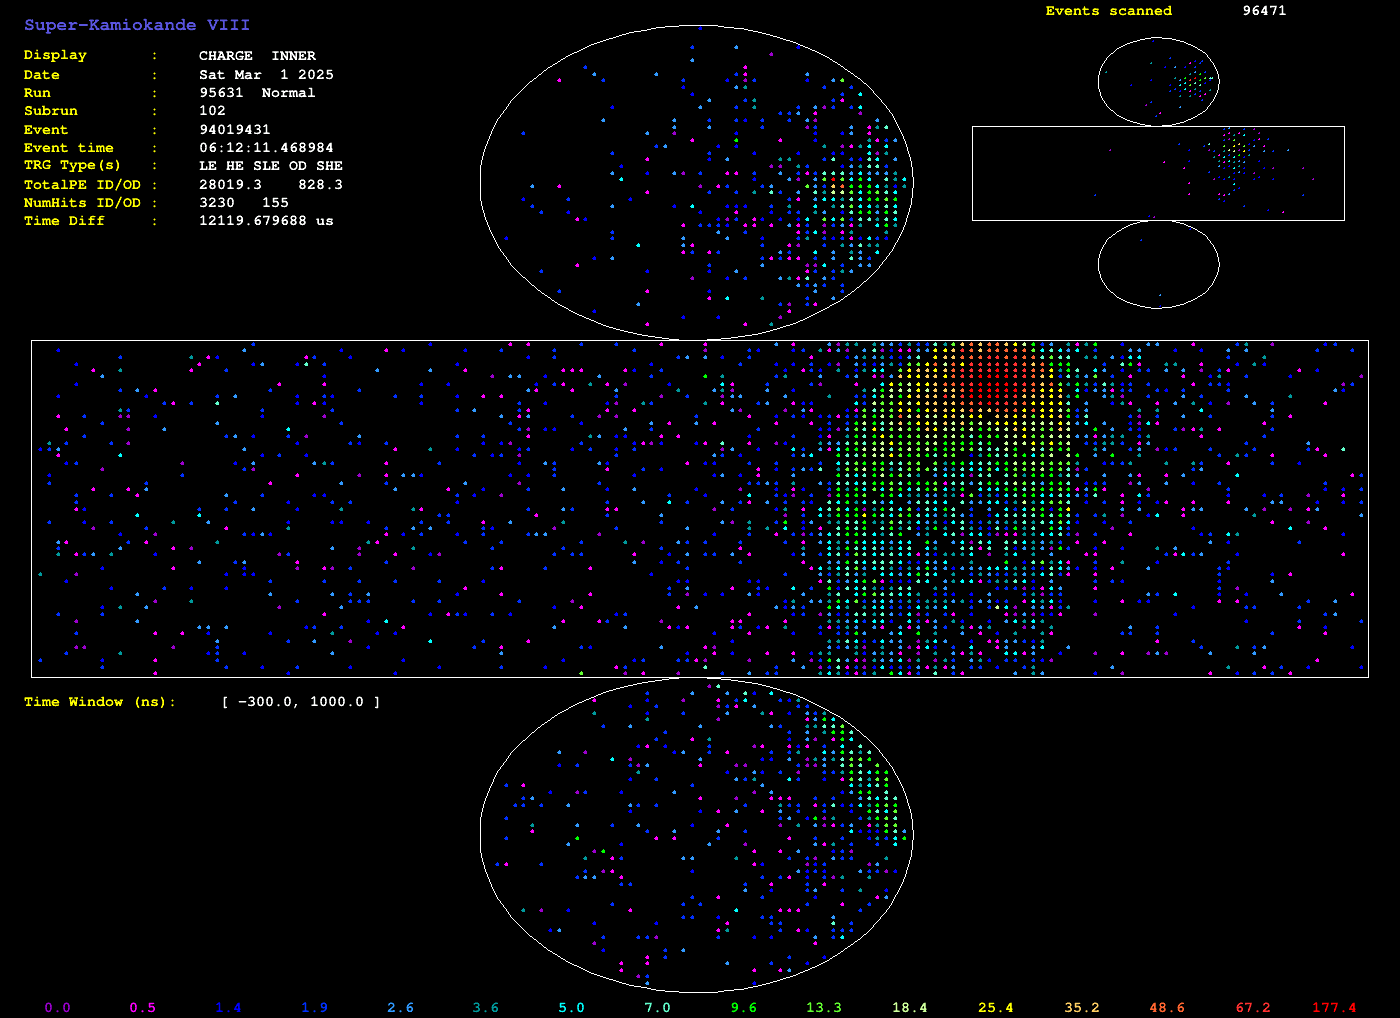 Super-Kamiokande VIII
Events scanned 96471
Display : CHARGE INNER
Date : Sat Mar 1 2025
Run : 95631 Normal
Subrun : 102
Event : 94019431
Event time : 06:12:11.468984
TRG Type(s) : LE HE SLE OD SHE
TotalPE ID/OD : 28019.3 828.3
NumHits ID/OD : 3230 155
Time Diff : 12119.679688 us
Time Window (ns): [ -300.0, 1000.0 ]
0.0 0.5 1.4 1.9 2.6 3.6 5.0 7.0 9.6 13.3 18.4 25.4 35.2 48.6 67.2 177.4